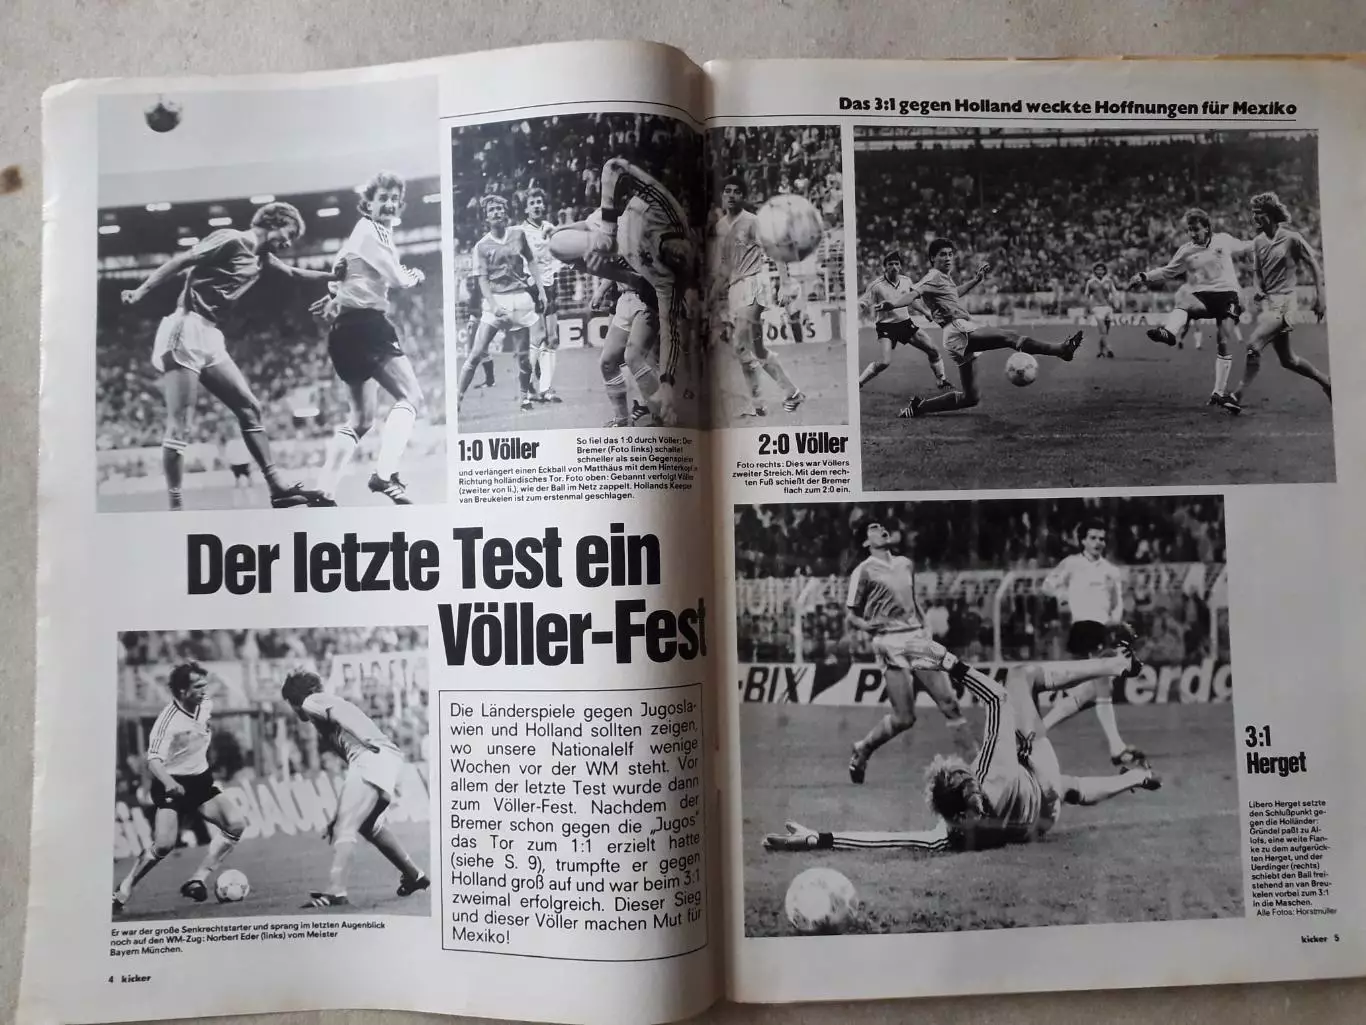 Das 3:1 gegen Holland weckte Hoffnungen für Mexiko
1:0 Völler
So fiel das 1:0 durch Völler: Der
Bremer (Foto links) schaltet
schneller als sein Gegenspieler
und verlängert einen Eckball von Matthäus mit dem Hinterkopf in
Richtung holländisches Tor. Foto oben: Gebannt verfolgt Völler
(zweiter von li.), wie der Ball im Netz zappelt. Hollands Keeper
van Breukelen ist zum erstenmal geschlagen.
2:0 Völler
Foto rechts: Dies war Völlers
zweiter Streich. Mit dem rech-
ten Fuß schießt der Bremer
flach zum 2:0 ein.
Der letzte Test ein
Völler-Fest
Die Länderspiele gegen Jugosla-
wien und Holland sollten zeigen,
wo unsere Nationalelf wenige
Wochen vor der WM steht. Vor
allem der letzte Test wurde dann
zum Völler-Fest. Nachdem der
Bremer schon gegen die „Jugos"
das Tor zum 1:1 erzielt hatte
(siehe S. 9), trumpfte er gegen
Holland groß auf und war beim 3:1
zweimal erfolgreich. Dieser Sieg
und dieser Völler machen Mut für
Mexiko!
Er war der große Senkrechtstarter und sprang im letzten Augenblick
noch auf den WM-Zug: Norbert Eder (links) vom Meister
Bayern München.
4 kicker
-BIX
erda
3:1
Herget
Libero Herget setzte
den Schlußpunkt ge-
gen die Holländer:
Gründel paßt zu Al-
lofs, eine weite Flan-
ke zu dem aufgerück-
ten Herget, und der
Uerdinger (rechts)
schiebt den Ball frei-
stehend an van Breu-
kelen vorbei zum 3:1
in die Maschen.
Alle Fotos: Horstmüller
kicker 5